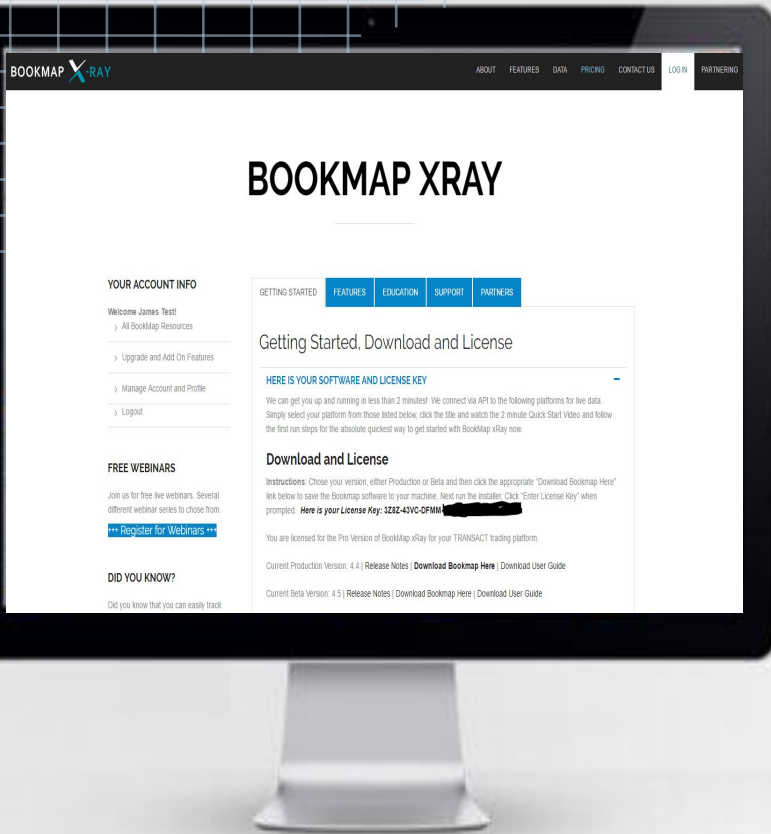 BOOKMAP X-RAY
ABOUT FEATURES DATA PRICING CONTACT US LOG IN PARTNERING
BOOKMAP XRAY
YOUR ACCOUNT INFO
Welcome James Test!
All BookMap Resources
Upgrade and Add On Features
Manage Account and Profile
Logout
FREE WEBINARS
Join us for free live webinars. Several
different webinar series to chose from.
+++ Register for Webinars +++
DID YOU KNOW?
Did you know that you can easily track
GETTING STARTED FEATURES EDUCATION SUPPORT PARTNERS
Getting Started, Download and License
HERE IS YOUR SOFTWARE AND LICENSE KEY
We can get you up and running in less than 2 minutes! We connect via API to the following platforms for live data.
Simply select your platform from those listed below, click the title and watch the 2 minute Quick Start Video and follow
the first run steps for the absolute quickest way to get started with BookMap xRay now.
Download and License
Instructions: Chose your version, either Production or Beta and then click the appropriate "Download Bookmap Here"
link below to save the Bookmap software to your machine. Next run the installer. Click "Enter License Key" when
prompted. Here is your License Key: 3Z8Z-43VC-DFMM-
You are licensed for the Pro Version of BookMap xRay for your TRANSACT trading platform.
Current Production Version: 4.4 | Release Notes | Download Bookmap Here | Download User Guide
Current Beta Version: 4.5 | Release Notes | Download Bookmap Here | Download User Guide